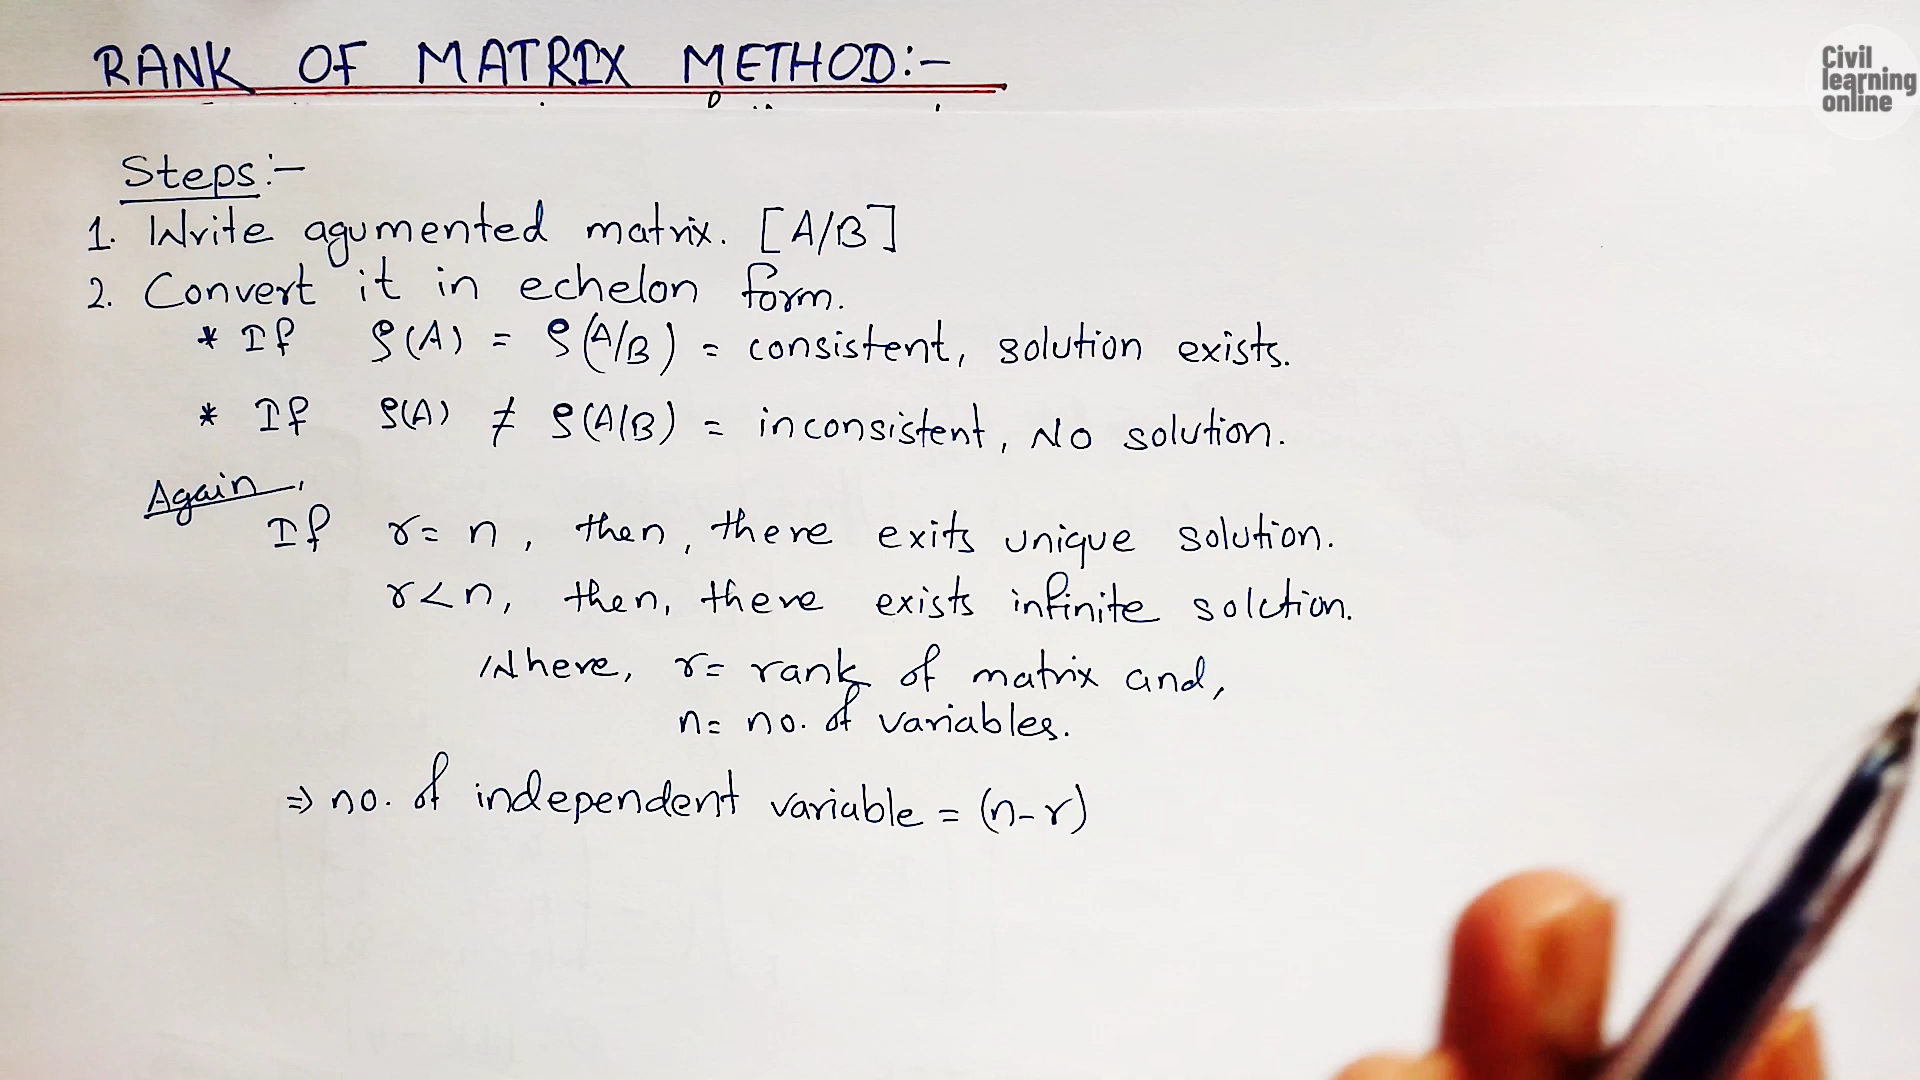 RANK OF MATRIX METHOD:-
Civil
learning
online
Steps:-
1. Write agumented matrix. [A/B]
2. Convert it in echelon form.
* If ρ(A) = ρ(A/B) = consistent, solution exists.
* If ρ(A) ≠ ρ(A/B) = inconsistent, No solution.
Again,
If r = n, then, there exits unique solution.
r < n, then, there exists infinite solution.
Where, r = rank of matrix and,
n = no. of variables.
⇒ no. of independent variable = (n-r)